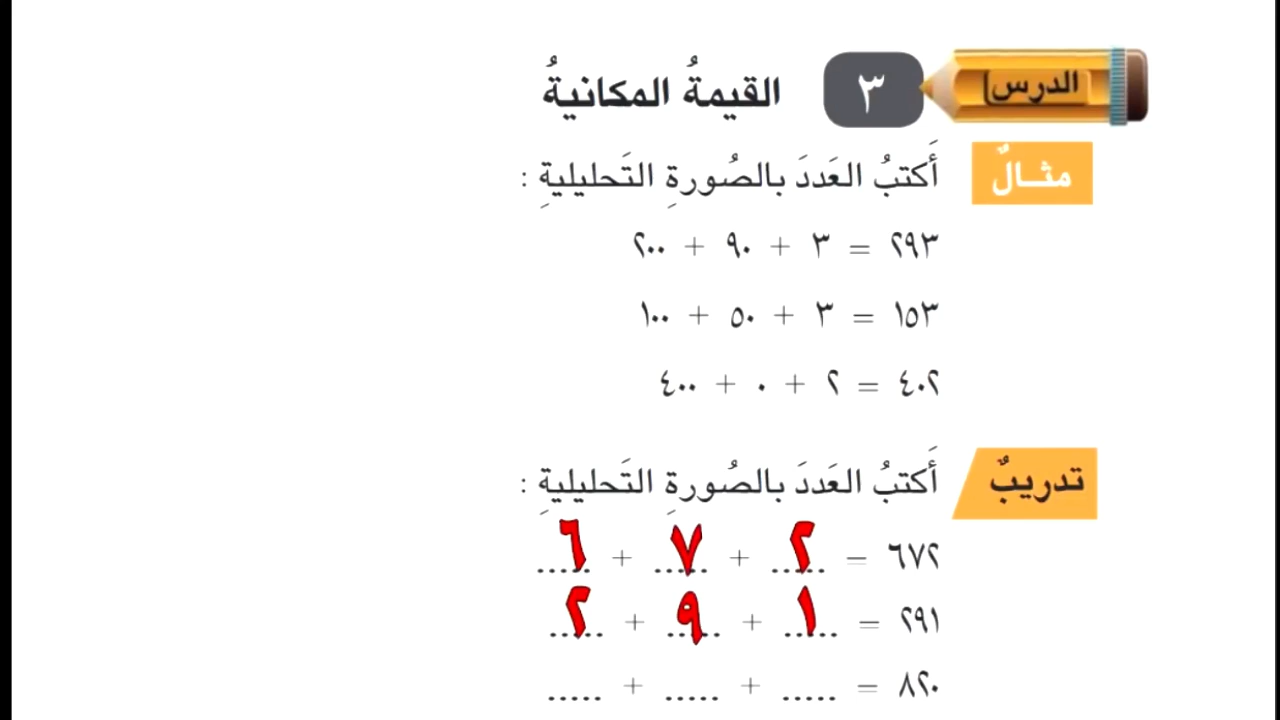 الدرس ٣ القيمةُ المكانيةُ
مثـالٌ أَكتبُ العَددَ بالصُورةِ التَحليليةِ :
٢٩٣ = ٣ + ٩٠ + ٢٠٠
١٥٣ = ٣ + ٥٠ + ١٠٠
٤٠٢ = ٢ + ٠ + ٤٠٠
تدريبٌ أَكتبُ العَددَ بالصُورةِ التَحليليةِ :
٦٧٢ = ٢ + ٧ + ٦
٢٩١ = ١ + ٩ + ٢
٨٢٠ = ..... + ..... + .....